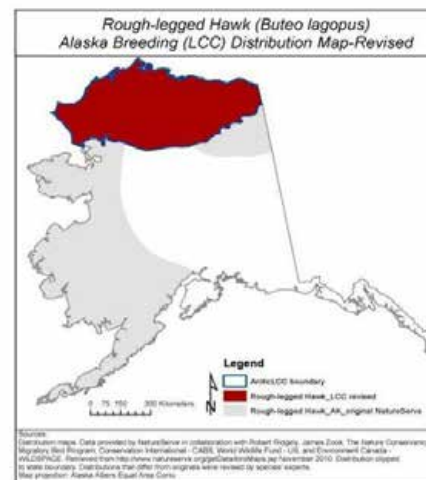 Rough-legged Hawk (Buteo lagopus)
Alaska Breeding (LCC) Distribution Map-Revised
Legend
N
ArcticLCC boundary
Rough-legged Hawk_LCC revised
Rough-legged Hawk_AK_original NatureServe
0 75 150 300 Kilometers
Sources:
Distribution maps: Data provided by NatureServe in collaboration with Robert Ridgely, James Zook, The Nature Conservancy -
Migratory Bird Program, Conservation International - CABS, World Wildlife Fund - US, and Environment Canada -
WILDSPACE. Retrieved from http://www.natureserve.org/getData/birdMaps.jsp November 2010. Distribution clipped
to state boundary. Distributions that differ from originals were revised by species experts.
Map projection: Alaska Albers Equal Area Conic